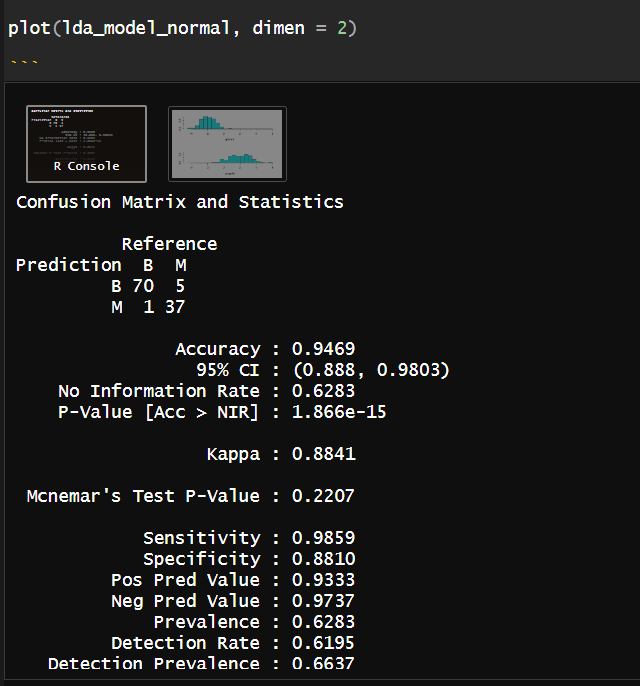 plot(lda_model_normal, dimen = 2)
```
R Console
Confusion Matrix and Statistics
Reference
Prediction B M
B 70 5
M 1 37
Accuracy : 0.9469
95% CI : (0.888, 0.9803)
No Information Rate : 0.6283
P-Value [Acc > NIR] : 1.866e-15
Kappa : 0.8841
Mcnemar's Test P-Value : 0.2207
Sensitivity : 0.9859
Specificity : 0.8810
Pos Pred Value : 0.9333
Neg Pred Value : 0.9737
Prevalence : 0.6283
Detection Rate : 0.6195
Detection Prevalence : 0.6637